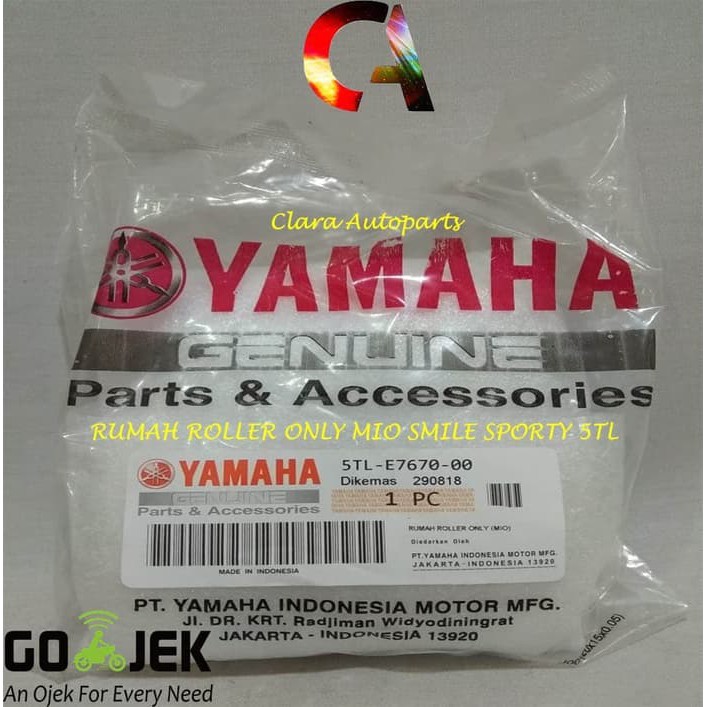 CA
Clara Autoparts
YAMAHA
GENUINE
Parts & Accessories
RUMAH ROLLER ONLY MIO SMILE SPORTY 5TL
YAMAHA
GENUINE
Parts & Accessories
5TL-E7670-00
Dikemas 290818
1 PC
RUMAH ROLLER ONLY (MIO)
Diedarkan Oleh
PT.YAMAHA INDONESIA MOTOR MFG.
JAKARTA-INDONESIA 13920
MADE IN INDONESIA
PT. YAMAHA INDONESIA MOTOR MFG.
Jl. DR. KRT. Radjiman Widyodiningrat
JAKARTA - INDONESIA 13920
GO JEK
An Ojek For Every Need